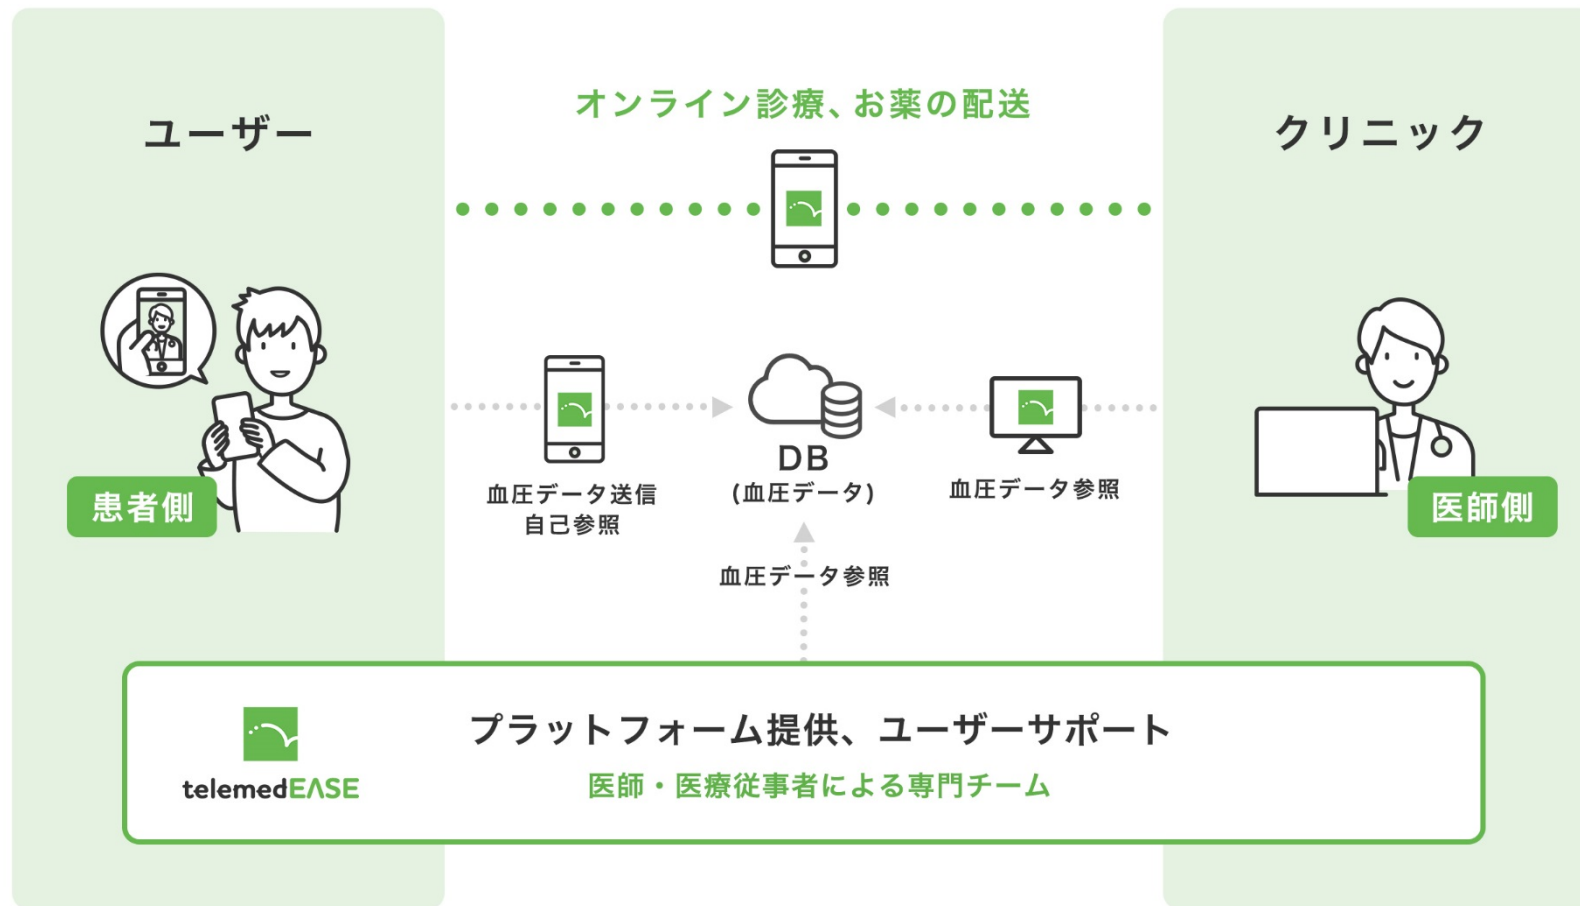 オンライン診療、お薬の配送
ユーザー
クリニック
患者側
血圧データ送信
自己参照
DB
(血圧データ)
血圧データ参照
医師側
血圧データ参照
プラットフォーム提供、ユーザーサポート
telemedEASE
医師・医療従事者による専門チーム